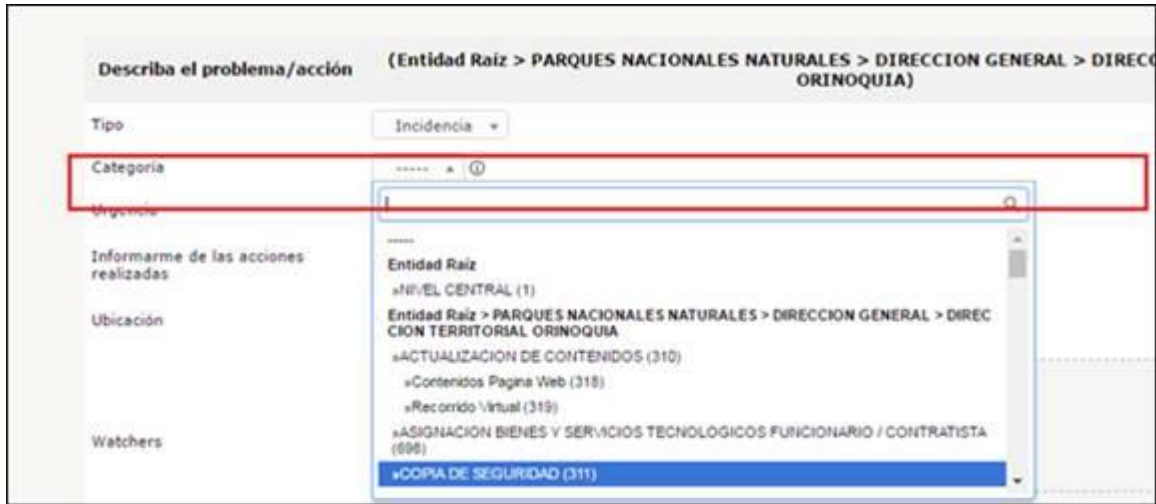 Describa el problema/acción
(Entidad Raíz > PARQUES NACIONALES NATURALES > DIRECCION GENERAL > DIREC
ORINOQUIA)
Tipo
Incidencia
Categoría
-----
Urgencia
-----
Informarme de las acciones
realizadas
Entidad Raíz
»NIVEL CENTRAL (1)
Ubicación
Entidad Raíz > PARQUES NACIONALES NATURALES > DIRECCION GENERAL > DIREC
CION TERRITORIAL ORINOQUIA
»ACTUALIZACION DE CONTENIDOS (310)
»Contenidos Pagina Web (318)
»Recorrido Virtual (319)
Watchers
»ASIGNACION BIENES Y SERVICIOS TECNOLOGICOS FUNCIONARIO / CONTRATISTA
(696)
»COPIA DE SEGURIDAD (311)